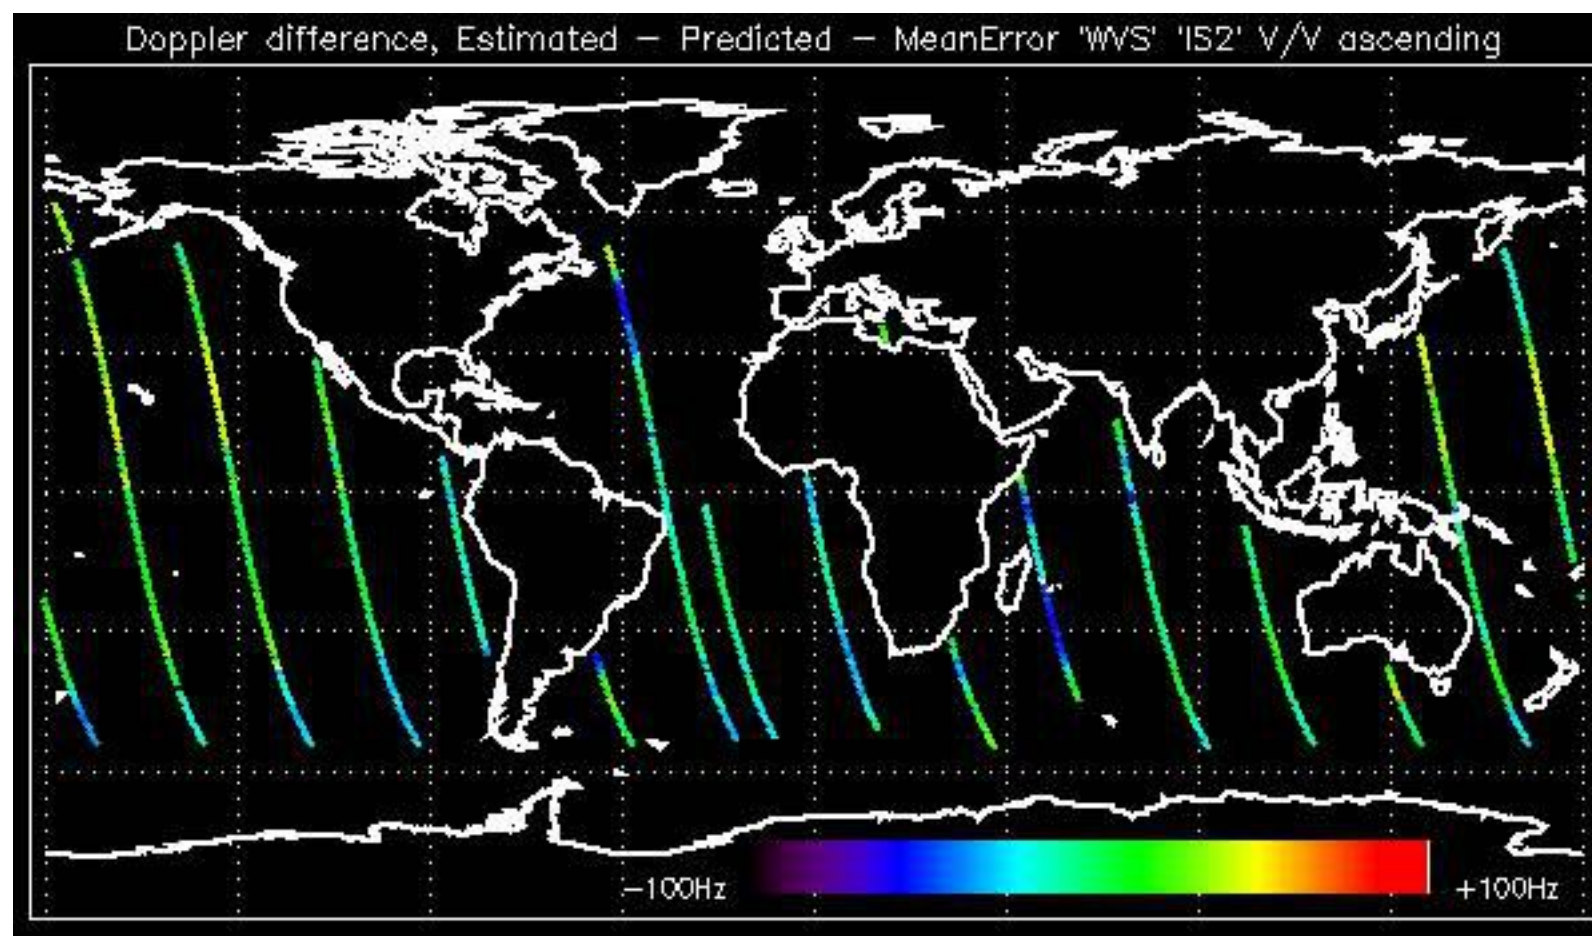 Doppler difference, Estimated – Predicted – MeanError 'WVS' 'IS2' V/V ascending
–100Hz +100Hz